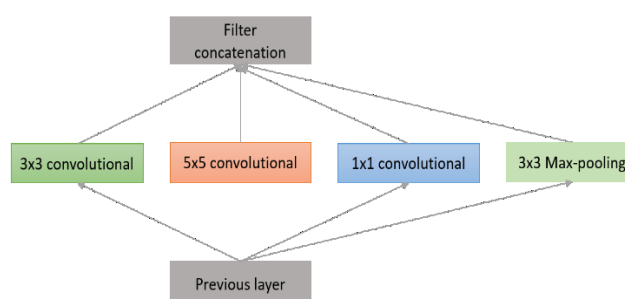 Filter
concatenation
3x3 convolutional
5x5 convolutional
1x1 convolutional
3x3 Max-pooling
Previous layer